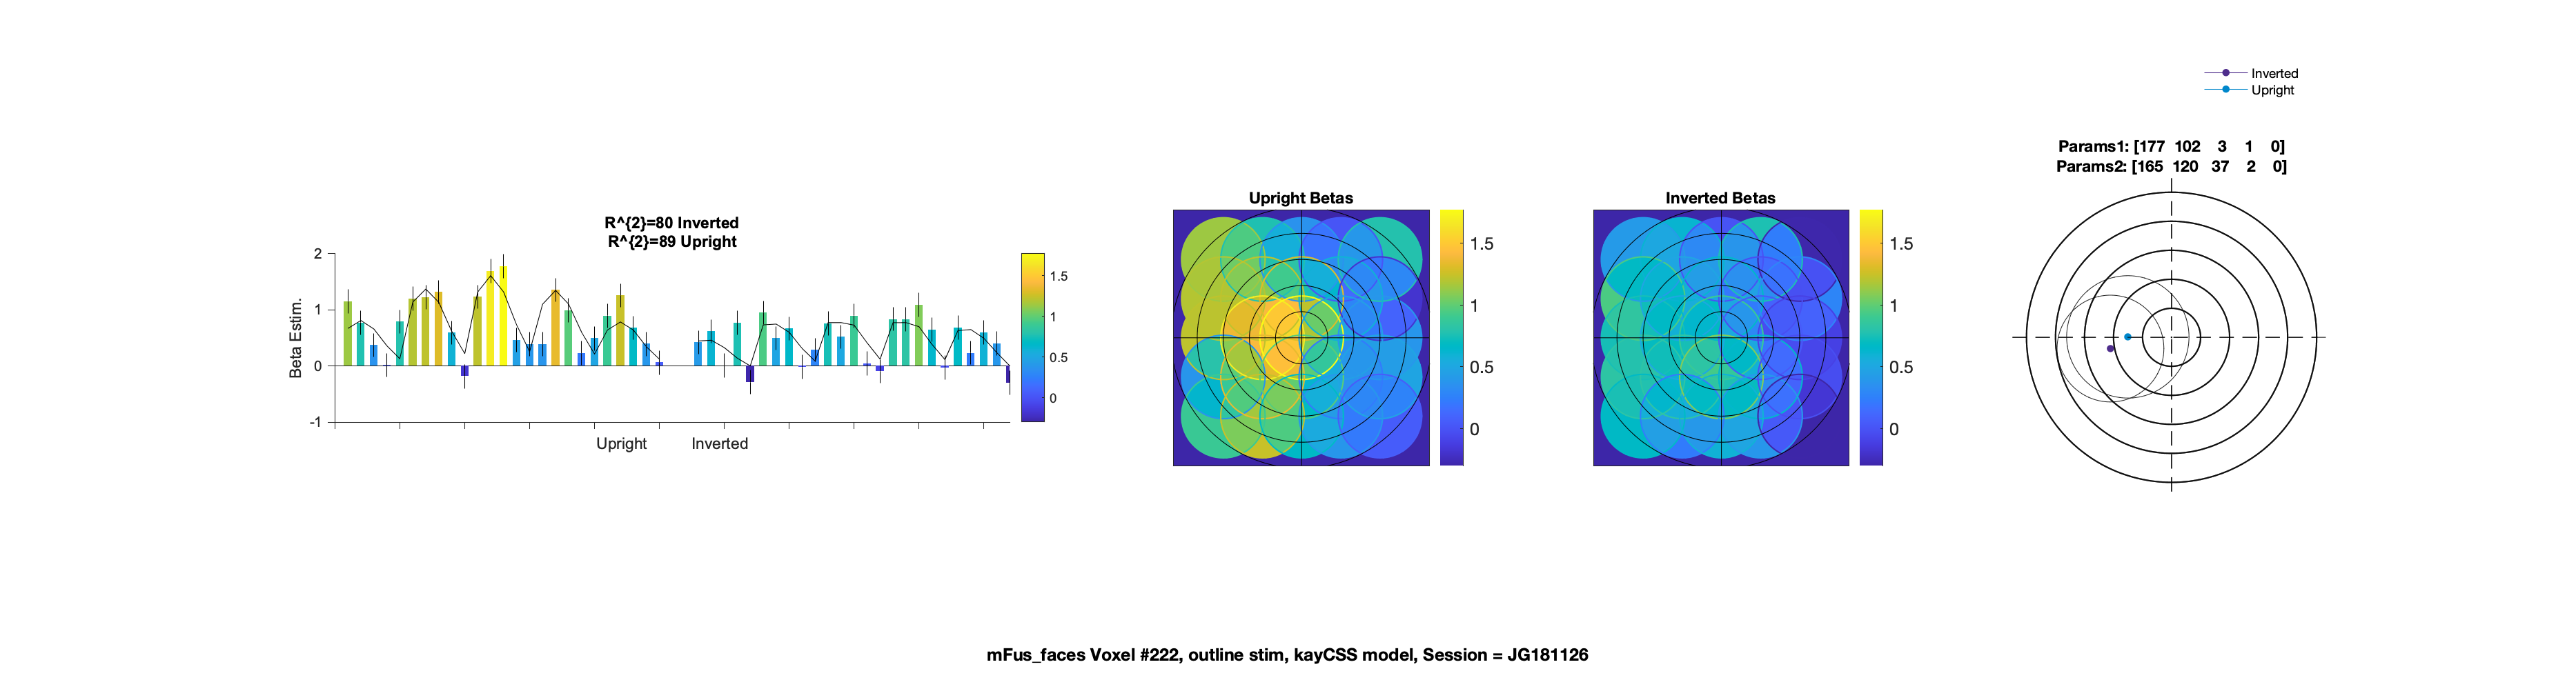 Inverted
Upright
Params1: [177 102 3 1 0]
Params2: [165 120 37 2 0]
R^{2}=80 Inverted
R^{2}=89 Upright
Upright Betas
Inverted Betas
Beta Estim.
2
1
0
-1
Upright Inverted
1.5
1
0.5
0
1.5
1
0.5
0
1.5
1
0.5
0
mFus_faces Voxel #222, outline stim, kayCSS model, Session = JG181126